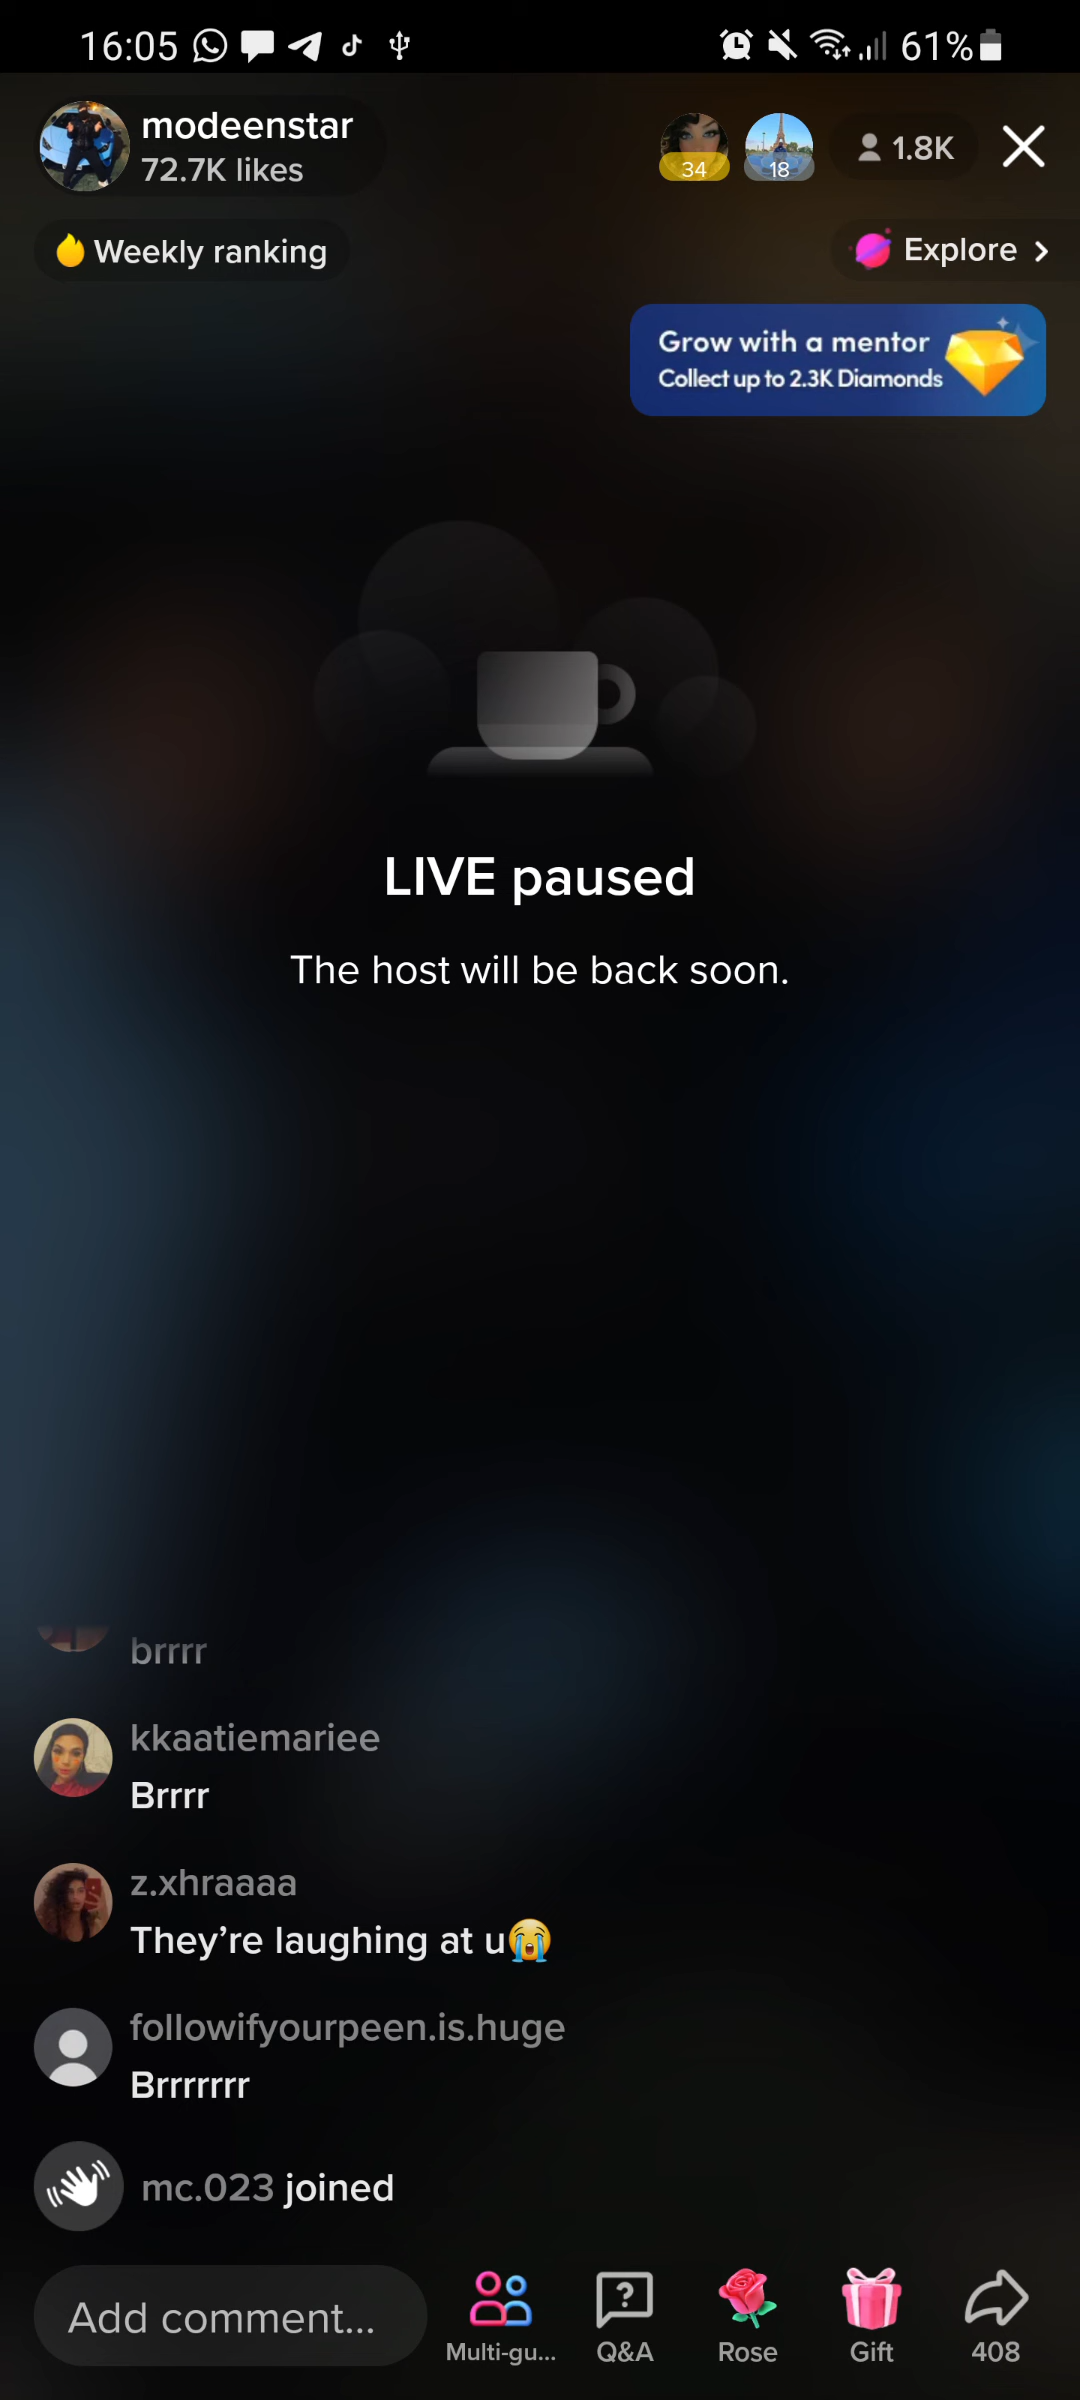 16:05
61%
modeenstar
72.7K likes
34
18
1.8K
Weekly ranking
Explore
Grow with a mentor
Collect up to 2.3K Diamonds
LIVE paused
The host will be back soon.
brrrr
kkaatiemariee
Brrrr
z.xhraaaa
They’re laughing at u😭
followifyourpeen.is.huge
Brrrrrrr
mc.023 joined
Add comment...
Multi-gu...
Q&A
Rose
Gift
408